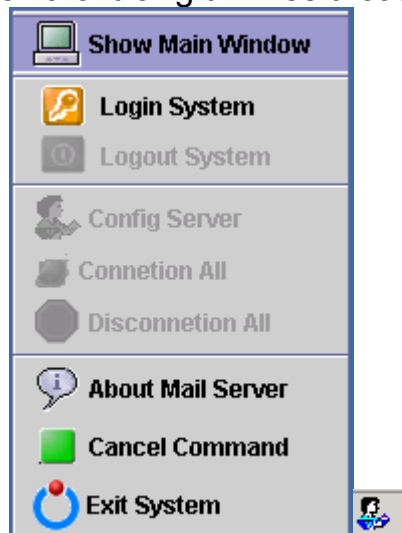 Show Main Window
Login System
Logout System
Config Server
Connetion All
Disconnetion All
About Mail Server
Cancel Command
Exit System